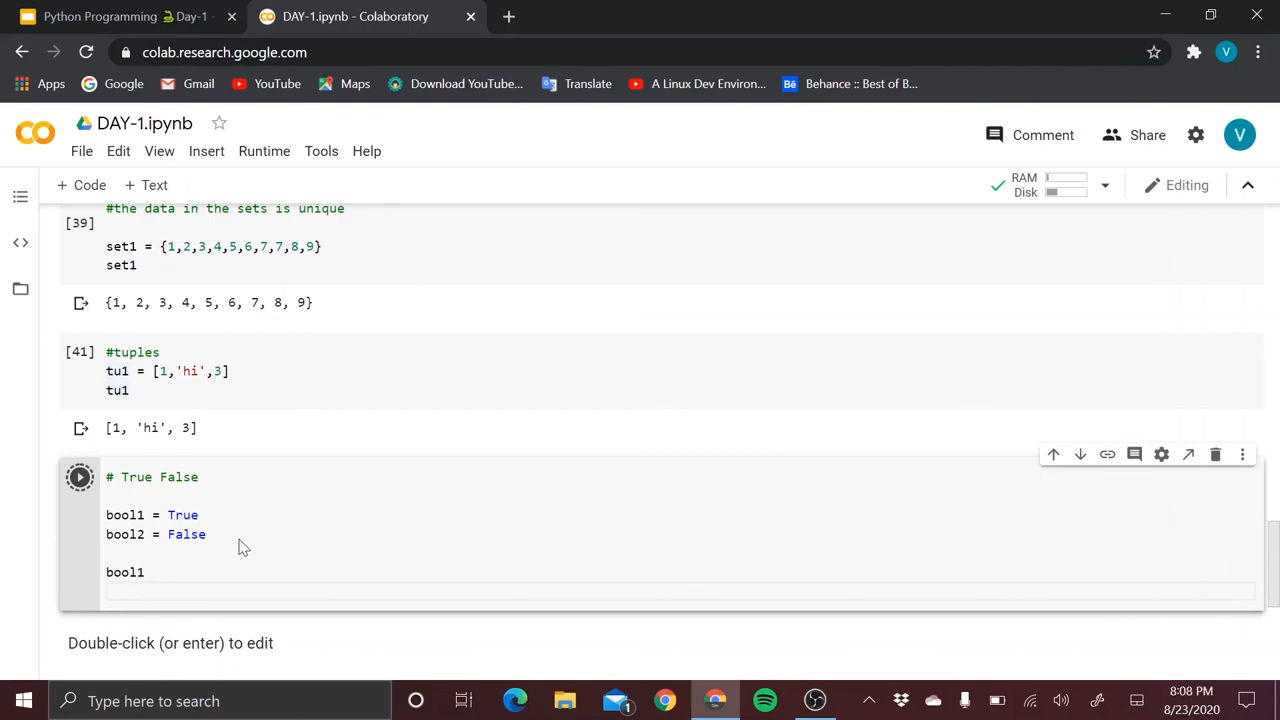 Python Programming 🐍Day-1 -
DAY-1.ipynb - Colaboratory
colab.research.google.com
V
Apps
Google
Gmail
YouTube
Maps
Download YouTube...
Translate
A Linux Dev Environ...
Bē
Behance :: Best of B...
DAY-1.ipynb
Comment
Share
V
File Edit View Insert Runtime Tools Help
+ Code + Text
RAM
Disk
Editing
#the data in the sets is unique
[39]
set1 = {1,2,3,4,5,6,7,7,8,9}
set1
{1, 2, 3, 4, 5, 6, 7, 8, 9}
[41] #tuples
tu1 = [1,'hi',3]
tu1
[1, 'hi', 3]
# True False
bool1 = True
bool2 = False
bool1
Double-click (or enter) to edit
Type here to search
1
8:08 PM
8/23/2020